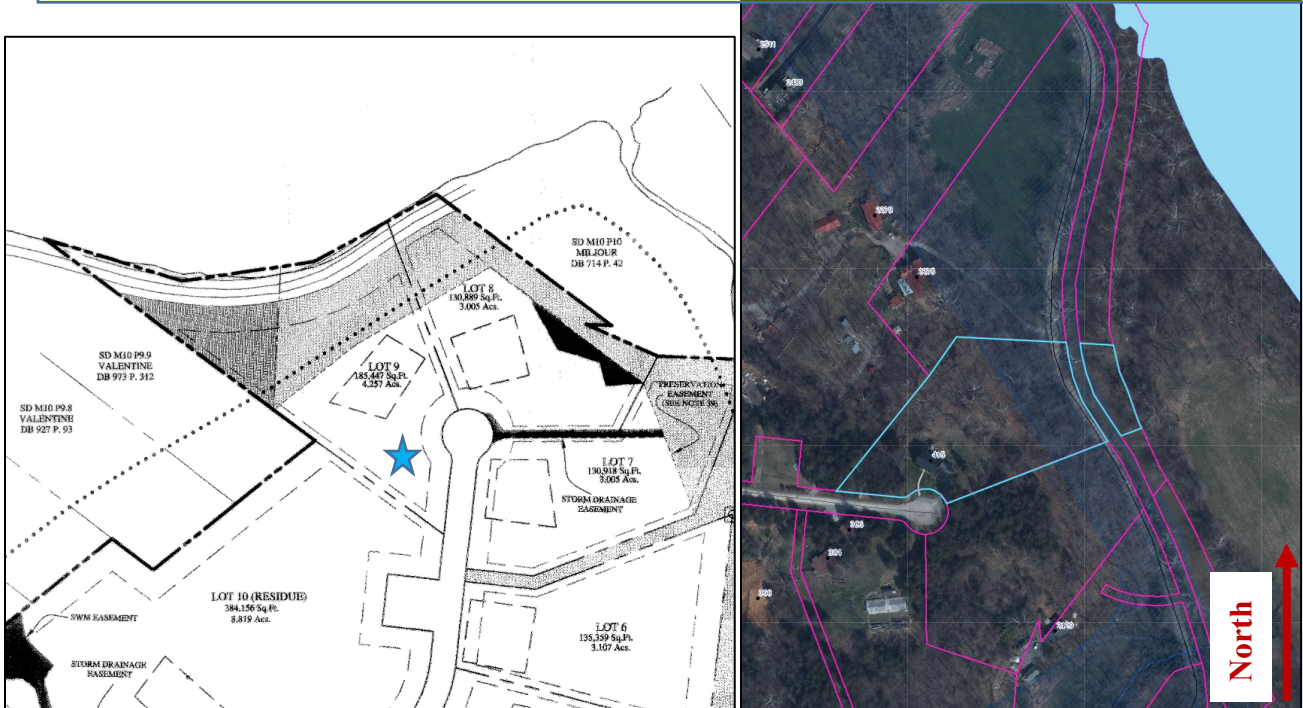 SD M10 P10
MILJOUR
DB 714 P. 42
LOT 8
130,889 Sq.Ft.
3.005 Acs.
SD M10 P9.9
VALENTINE
DB 973 P. 312
LOT 9
185,447 Sq.Ft.
4.257 Acs.
PRESERVATION
EASEMENT
(SEE NOTE 39)
SD M10 P9.8
VALENTINE
DB 927 P. 93
LOT 7
130,918 Sq.Ft.
3.005 Acs.
STORM DRAINAGE
EASEMENT
LOT 10 (RESIDUE)
384,156 Sq.Ft.
8.819 Acs.
SWM EASEMENT
LOT 6
135,359 Sq.Ft.
3.107 Acs.
STORM DRAINAGE
EASEMENT
415
386
384
North